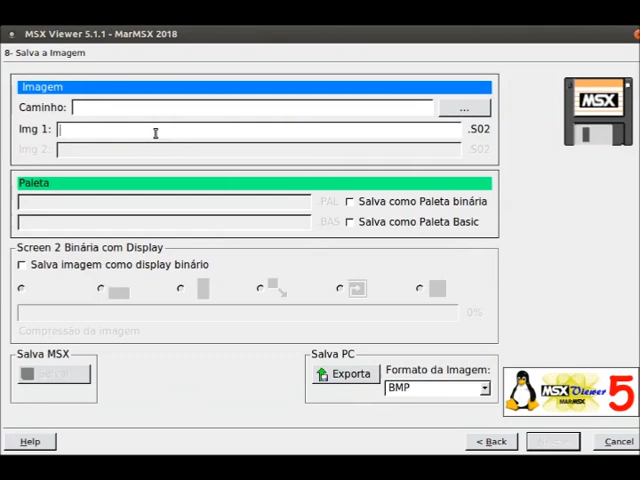 MSX Viewer 5.1.1 - MarMSX 2018
8- Salva a Imagem
Imagem
Caminho:
...
Img 1:
.S02
Img 2:
.S02
Paleta
.PAL
Salva como Paleta binária
.BAS
Salva como Paleta Basic
Screen 2 Binária com Display
Salva imagem como display binário
0%
Compressão da imagem
Salva MSX
Salva PC
Exporta
Formato da Imagem:
BMP
MSX
MSX Viewer 5
MARMSX
Help
< Back
Cancel